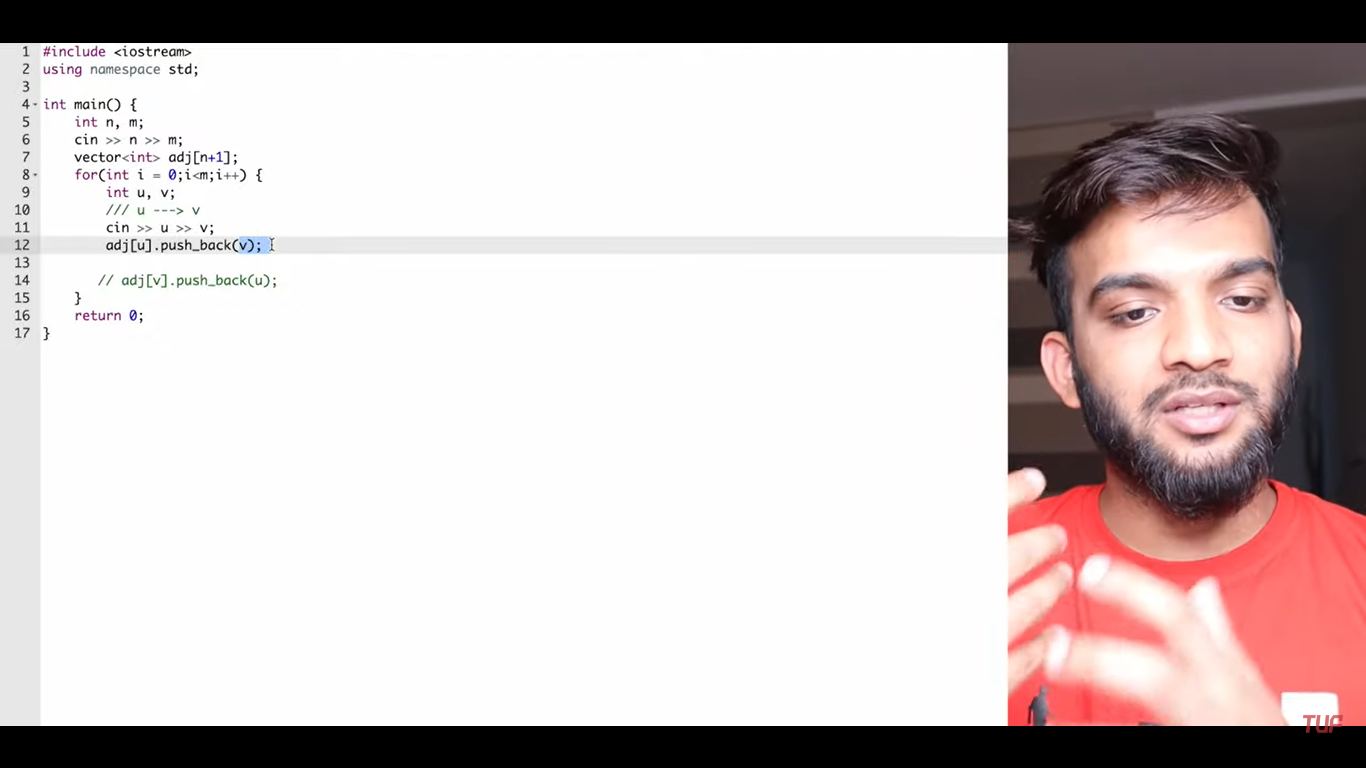 1 #include <iostream>
2 using namespace std;
3
4 int main() {
5 int n, m;
6 cin >> n >> m;
7 vector<int> adj[n+1];
8 for(int i = 0;i<m;i++) {
9 int u, v;
10 /// u ---> v
11 cin >> u >> v;
12 adj[u].push_back(v);
13
14 // adj[v].push_back(u);
15 }
16 return 0;
17 }
TUF